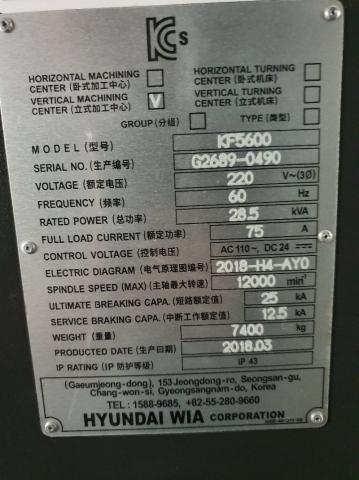 KCs
HORIZONTAL MACHINING CENTER (卧式加工中心)
HORIZONTAL TURNING CENTER (卧式机床)
VERTICAL MACHINING CENTER (立式加工中心) V
VERTICAL TURNING CENTER (立式机床)
GROUP (分组) TYPE (类型)
MODEL (型号) KF5600
SERIAL NO. (生产编号) G2689-0490
VOLTAGE (额定电压) 220 V~(3Ø)
FREQUENCY (频率) 60 Hz
RATED POWER (总功率) 28.5 kVA
FULL LOAD CURRENT (额定功率) 75 A
CONTROL VOLTAGE (控制电压) AC 110~, DC 24
ELECTRIC DIAGRAM (电气原理图编号) 2018-H4-AY0
SPINDLE SPEED (MAX) (主轴最大转速) 12000 min⁻¹
ULTIMATE BREAKING CAPA. (短路额定值) 25 kA
SERVICE BRAKING CAPA. (中断工作额定值) 12.5 kA
WEIGHT (重量) 7400 kg
PRODUCTED DATE (生产日期) 2018.03
IP RATING (IP 防护等级) IP 43
(Gaeumjeong-dong), 153 Jeongdong-ro, Seongsan-gu,
Chang-won-si, Gyeongsangnam-do, Korea
TEL : 1588-9685, +82-55-280-9660
HYUNDAI WIA CORPORATION